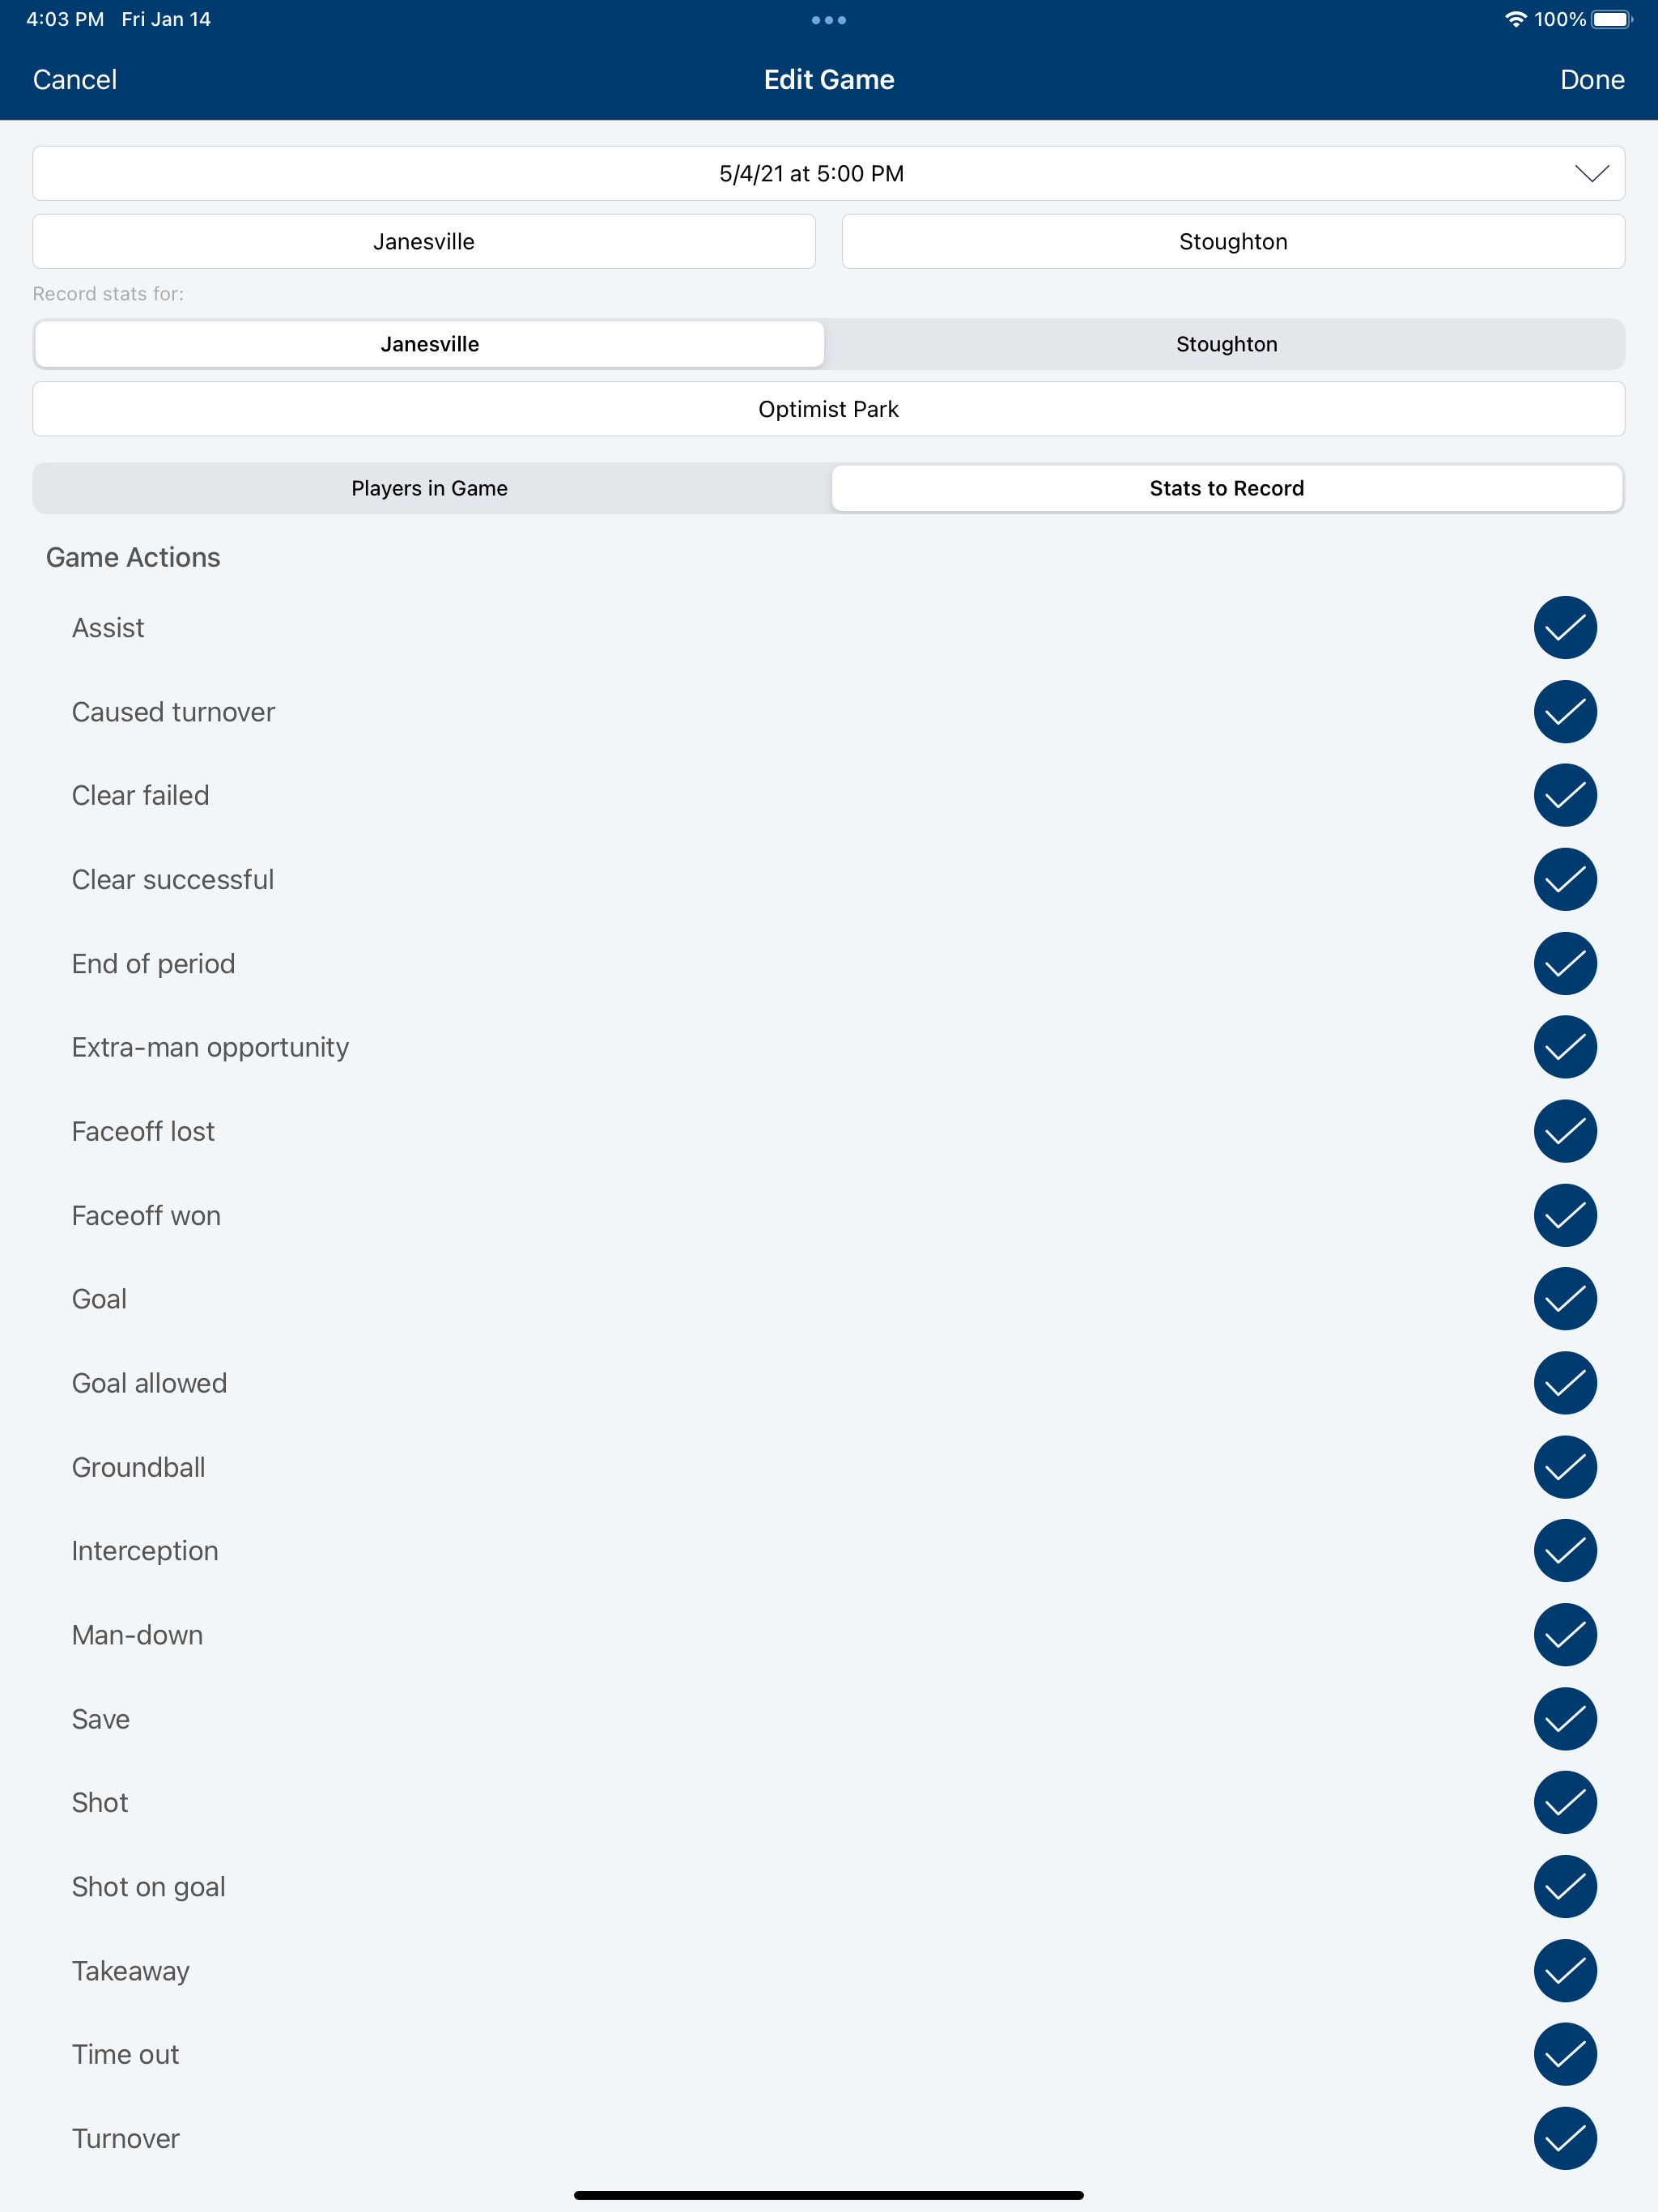 4:03 PM Fri Jan 14 100%
Cancel Edit Game Done
5/4/21 at 5:00 PM
Janesville Stoughton
Record stats for:
Janesville Stoughton
Optimist Park
Players in Game Stats to Record
Game Actions
Assist
Caused turnover
Clear failed
Clear successful
End of period
Extra-man opportunity
Faceoff lost
Faceoff won
Goal
Goal allowed
Groundball
Interception
Man-down
Save
Shot
Shot on goal
Takeaway
Time out
Turnover